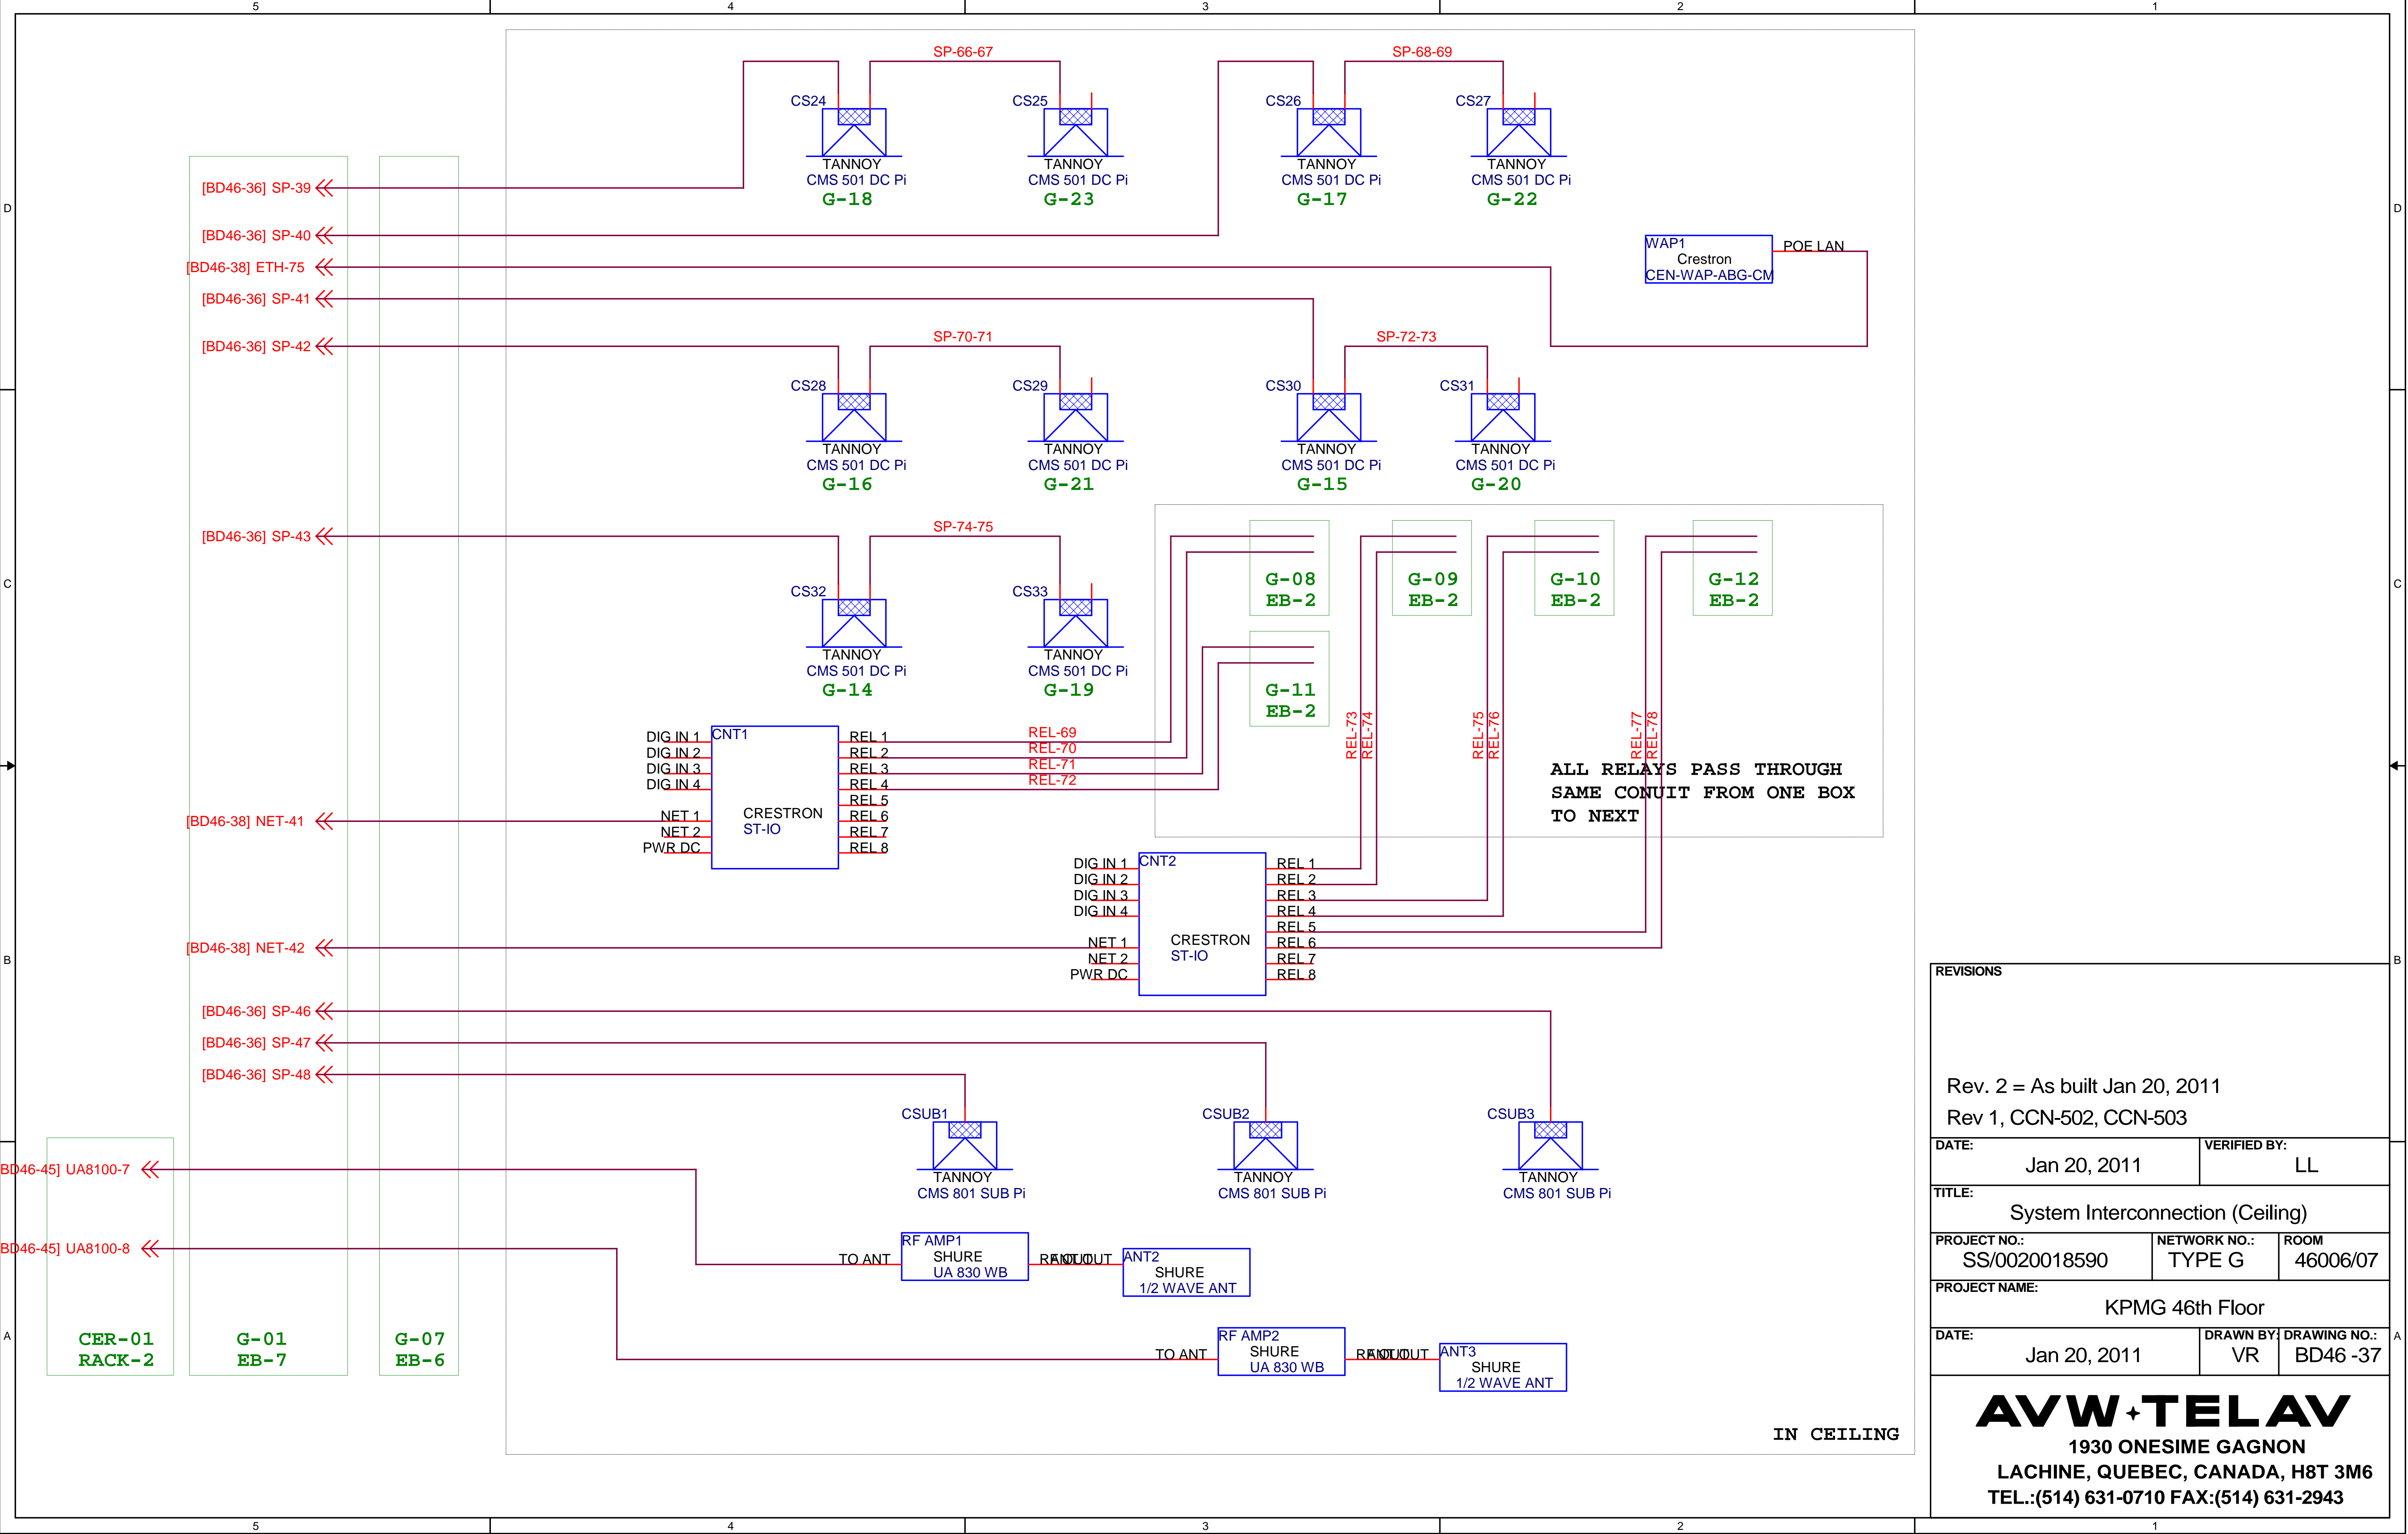 5 4 3 2 1
SP-66-67
SP-68-69
CS24
CS25
CS26
CS27
TANNOY
CMS 501 DC Pi
G-18
TANNOY
CMS 501 DC Pi
G-23
TANNOY
CMS 501 DC Pi
G-17
TANNOY
CMS 501 DC Pi
G-22
[BD46-36] SP-39
D
D
[BD46-36] SP-40
[BD46-38] ETH-75
[BD46-36] SP-41
[BD46-36] SP-42
WAP1
Crestron
CEN-WAP-ABG-CM
POE LAN
SP-70-71
SP-72-73
CS28
CS29
CS30
CS31
TANNOY
CMS 501 DC Pi
G-16
TANNOY
CMS 501 DC Pi
G-21
TANNOY
CMS 501 DC Pi
G-15
TANNOY
CMS 501 DC Pi
G-20
[BD46-36] SP-43
SP-74-75
C
C
CS32
CS33
TANNOY
CMS 501 DC Pi
G-14
TANNOY
CMS 501 DC Pi
G-19
G-08
EB-2
G-09
EB-2
G-10
EB-2
G-12
EB-2
G-11
EB-2
REL-73
REL-74
REL-75
REL-76
REL-77
REL-78
ALL RELAYS PASS THROUGH
SAME CONUIT FROM ONE BOX
TO NEXT
DIG IN 1
DIG IN 2
DIG IN 3
DIG IN 4
NET 1
NET 2
PWR DC
CNT1
CRESTRON
ST-IO
REL 1
REL 2
REL 3
REL 4
REL 5
REL 6
REL 7
REL 8
REL-69
REL-70
REL-71
REL-72
[BD46-38] NET-41
DIG IN 1
DIG IN 2
DIG IN 3
DIG IN 4
NET 1
NET 2
PWR DC
CNT2
CRESTRON
ST-IO
REL 1
REL 2
REL 3
REL 4
REL 5
REL 6
REL 7
REL 8
[BD46-38] NET-42
B
B
[BD46-36] SP-46
[BD46-36] SP-47
[BD46-36] SP-48
CSUB1
CSUB2
CSUB3
TANNOY
CMS 801 SUB Pi
TANNOY
CMS 801 SUB Pi
TANNOY
CMS 801 SUB Pi
BD46-45] UA8100-7
BD46-45] UA8100-8
TO ANT
RF AMP1
SHURE
UA 830 WB
ANT2
SHURE
1/2 WAVE ANT
TO ANT
RF AMP2
SHURE
UA 830 WB
ANT3
SHURE
1/2 WAVE ANT
A
A
CER-01
RACK-2
G-01
EB-7
G-07
EB-6
IN CEILING
REVISIONS
Rev. 2 = As built Jan 20, 2011
Rev 1, CCN-502, CCN-503
DATE:
Jan 20, 2011
VERIFIED BY:
LL
TITLE:
System Interconnection (Ceiling)
PROJECT NO.:
SS/0020018590
NETWORK NO.:
TYPE G
ROOM
46006/07
PROJECT NAME:
KPMG 46th Floor
DATE:
Jan 20, 2011
DRAWN BY:
VR
DRAWING NO.:
BD46 -37
AVW TELAV
1930 ONESIME GAGNON
LACHINE, QUEBEC, CANADA, H8T 3M6
TEL.:(514) 631-0710 FAX:(514) 631-2943
5 4 3 2 1